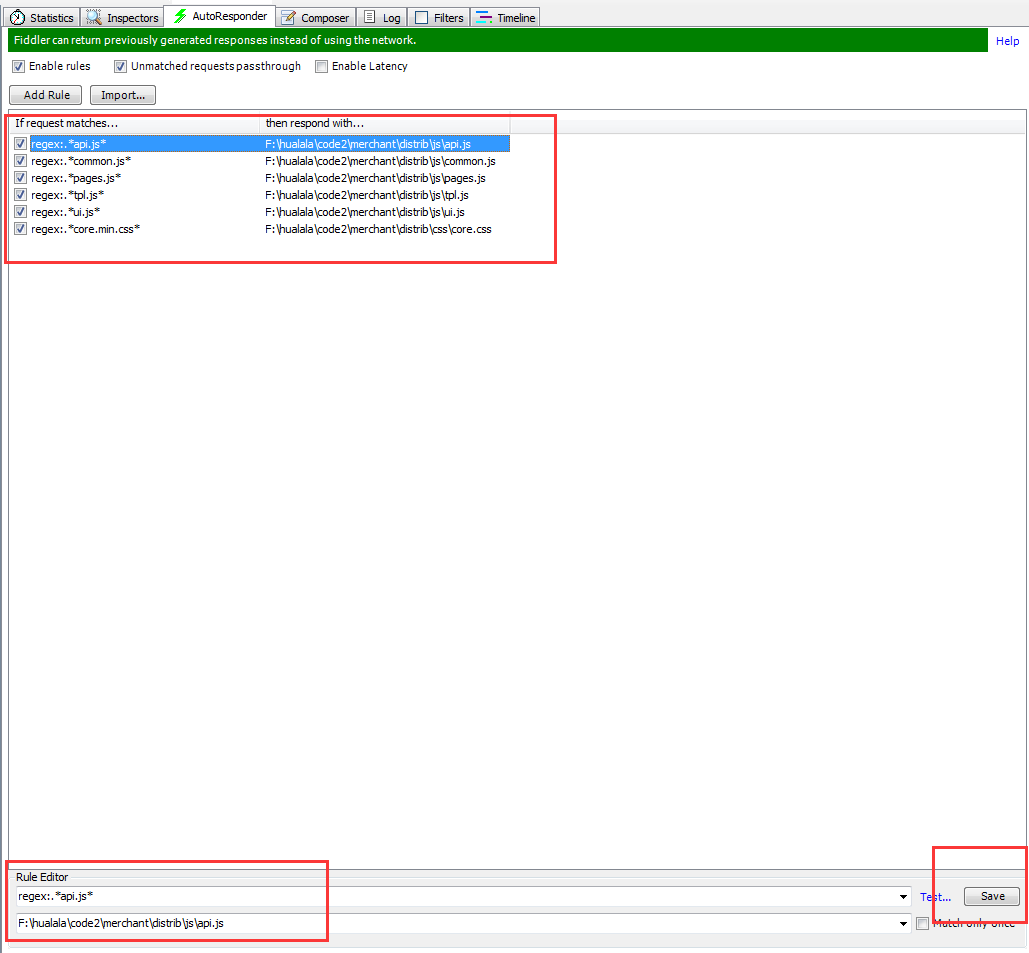 Statistics Inspectors AutoResponder Composer Log Filters Timeline
Fiddler can return previously generated responses instead of using the network. Help
Enable rules Unmatched requests passthrough Enable Latency
Add Rule Import...
If request matches... then respond with...
regex:.*api.js* F:\hualala\code2\merchant\distrib\js\api.js
regex:.*common.js* F:\hualala\code2\merchant\distrib\js\common.js
regex:.*pages.js* F:\hualala\code2\merchant\distrib\js\pages.js
regex:.*tpl.js* F:\hualala\code2\merchant\distrib\js\tpl.js
regex:.*ui.js* F:\hualala\code2\merchant\distrib\js\ui.js
regex:.*core.min.css* F:\hualala\code2\merchant\distrib\css\core.css
Rule Editor
regex:.*api.js* Test... Save
F:\hualala\code2\merchant\distrib\js\api.js Match only once